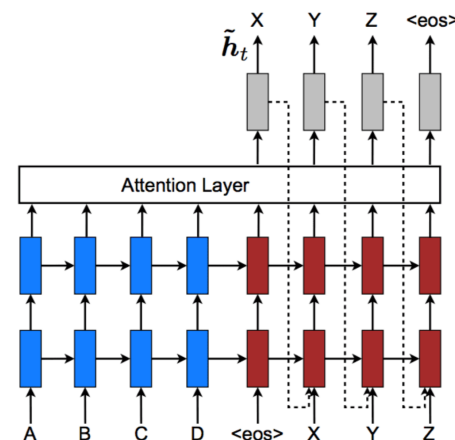 X Y Z <eos>
h̃t
Attention Layer
A B C D <eos> X Y Z